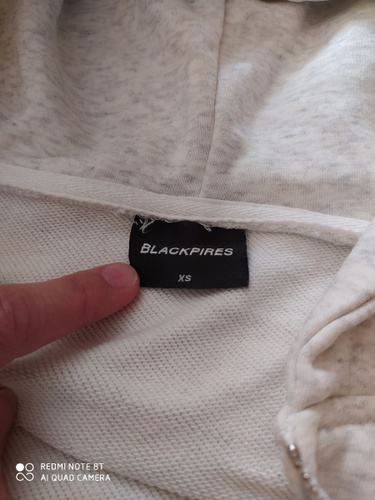 BLACKPIRES
XS
REDMI NOTE 8T
AI QUAD CAMERA